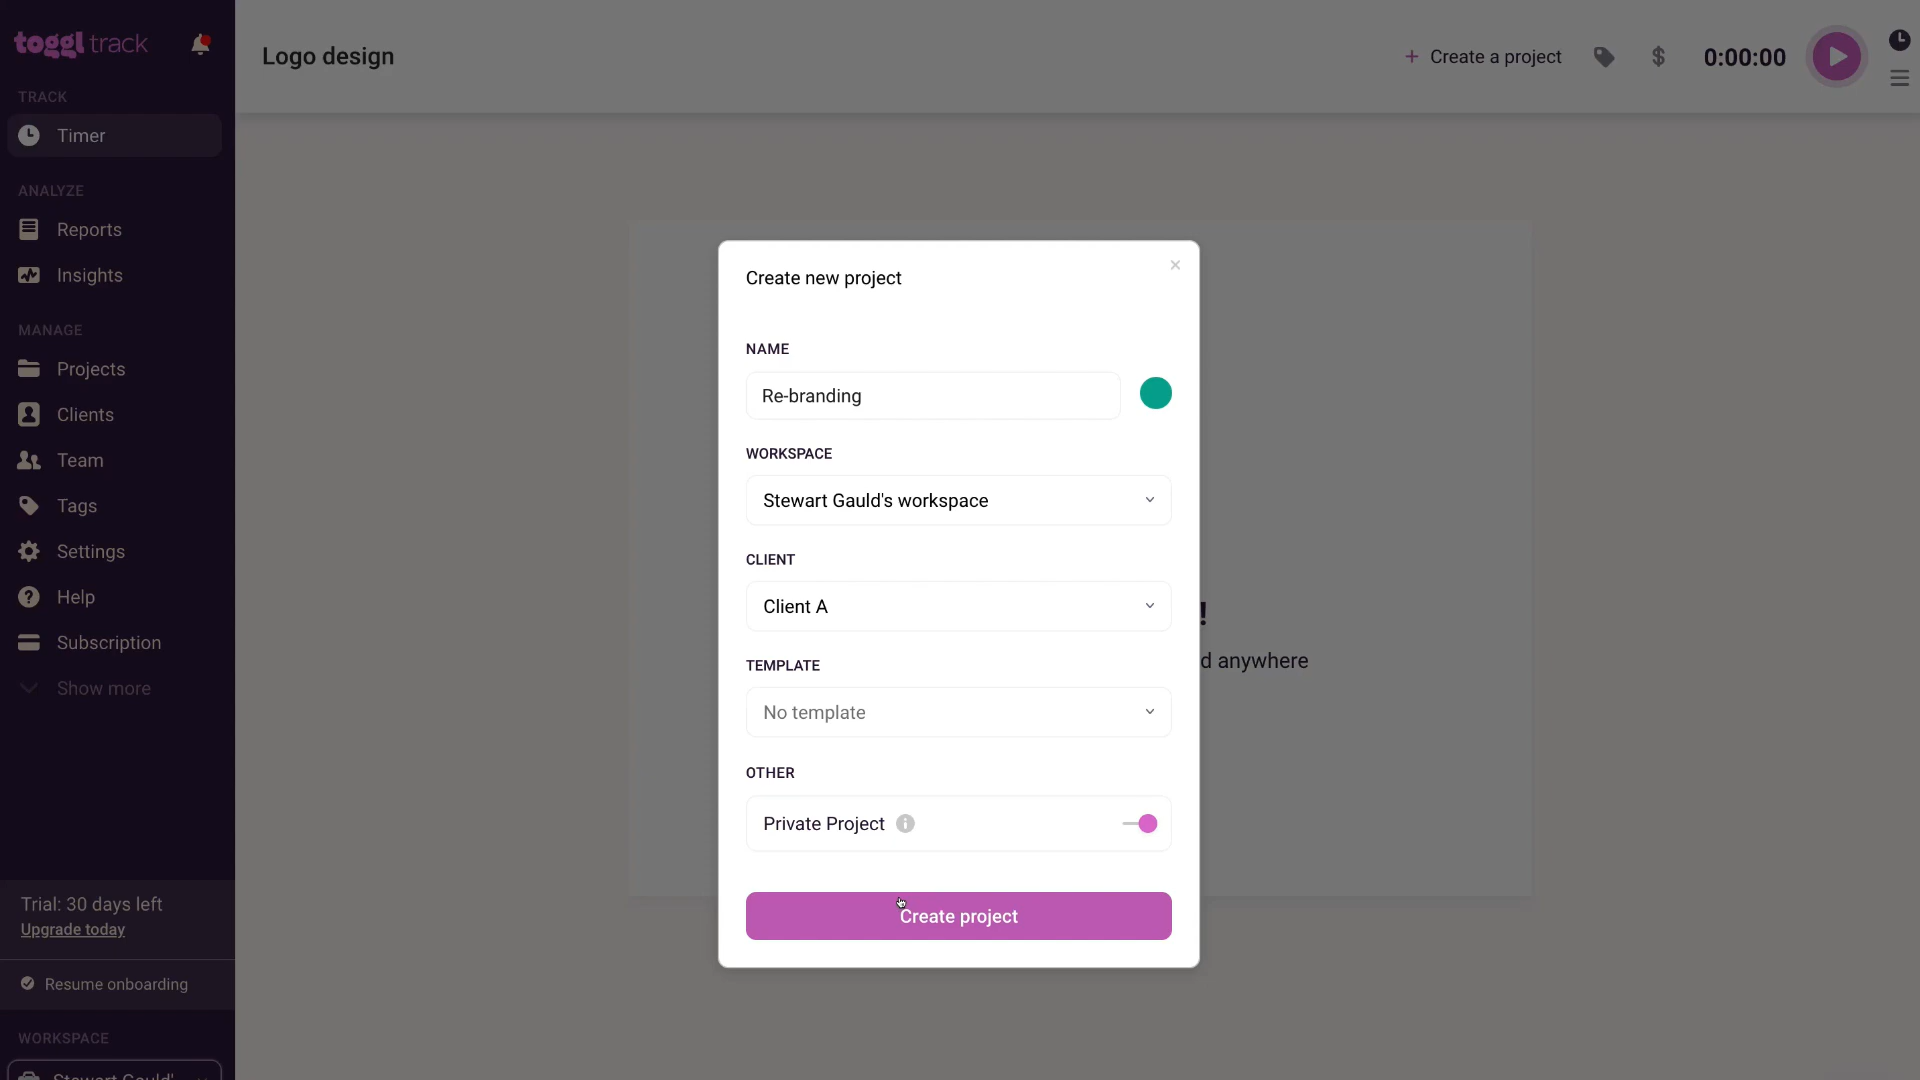 toggl track
TRACK
Timer
ANALYZE
Reports
Insights
MANAGE
Projects
Clients
Team
Tags
Settings
Help
Subscription
Show more
Trial: 30 days left
Upgrade today
Resume onboarding
WORKSPACE
Stewart Gauld'
Logo design
+ Create a project
$
0:00:00
Create new project
×
NAME
Re-branding
WORKSPACE
Stewart Gauld's workspace
CLIENT
Client A
TEMPLATE
No template
OTHER
Private Project
Create project
!
d anywhere